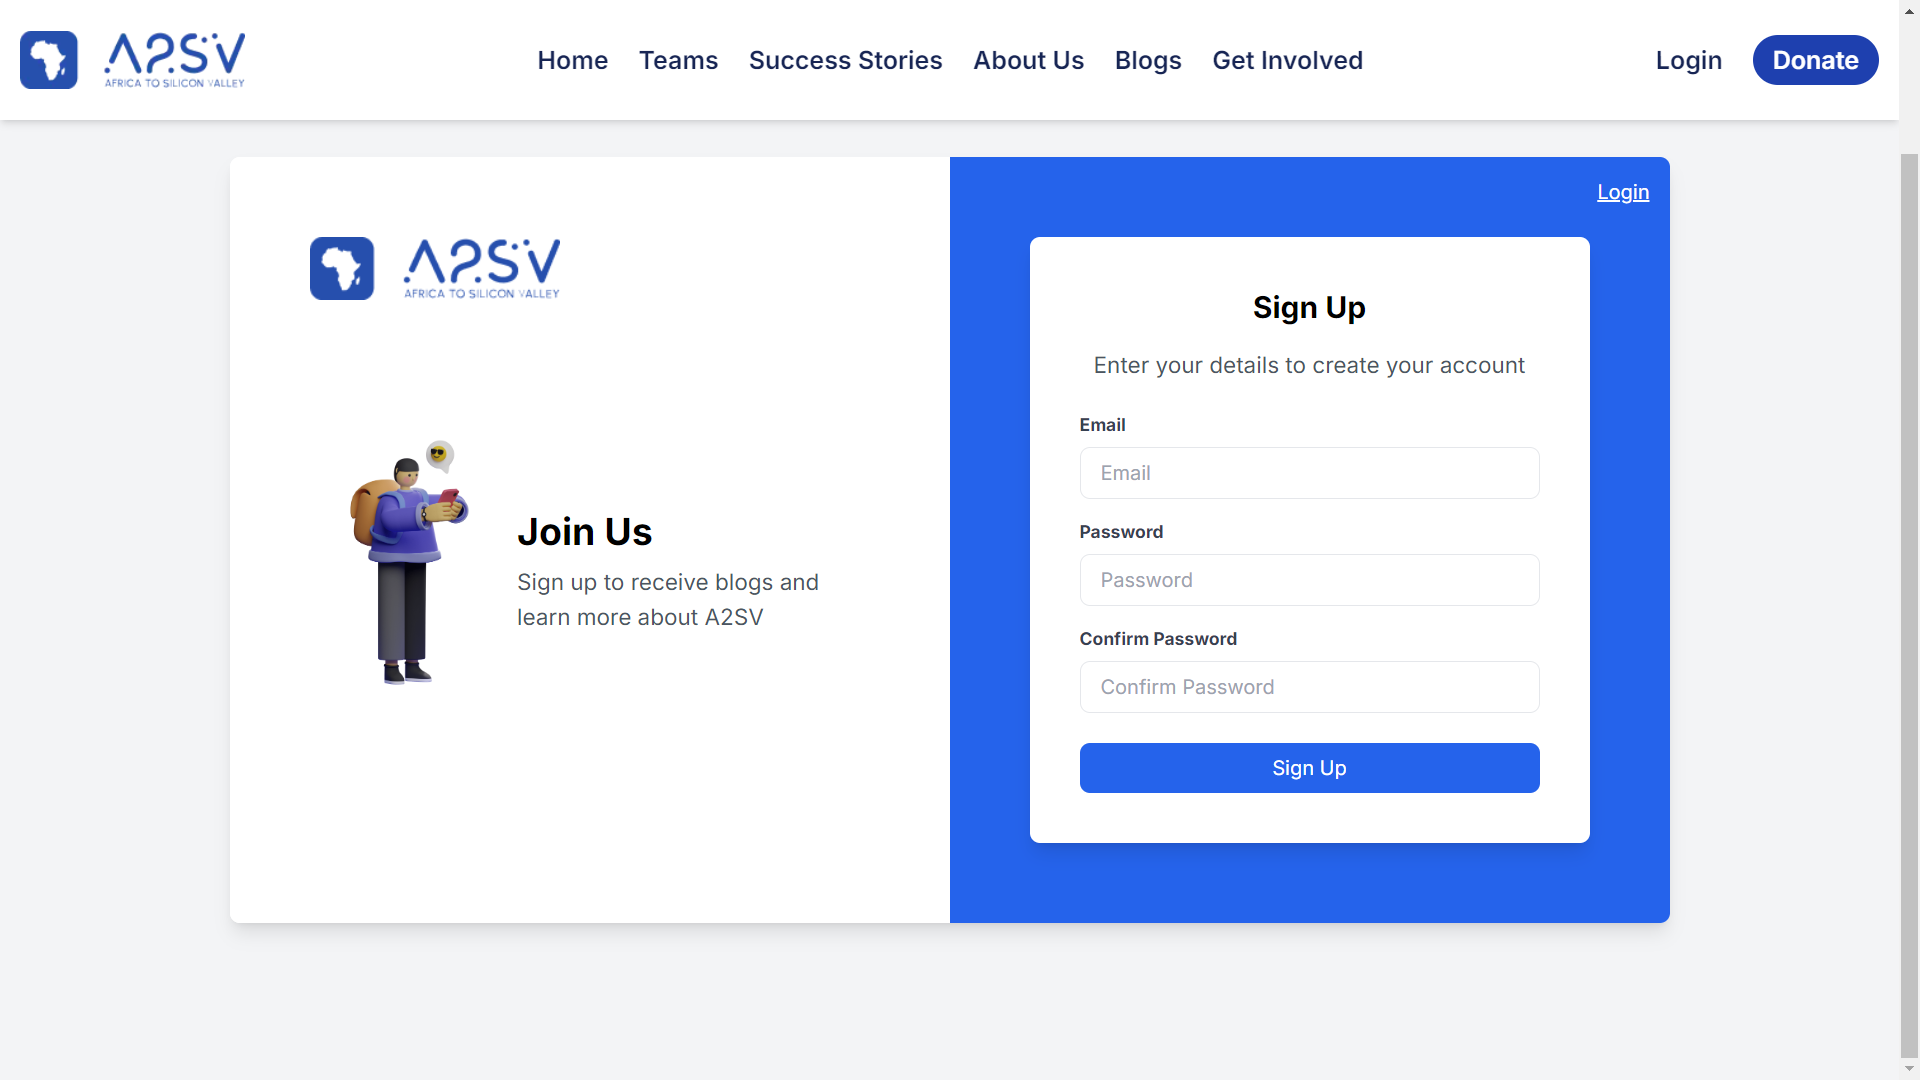 A2SV
AFRICA TO SILICON VALLEY
Home Teams Success Stories About Us Blogs Get Involved Login Donate
Login
A2SV
AFRICA TO SILICON VALLEY
Join Us
Sign up to receive blogs and
learn more about A2SV
Sign Up
Enter your details to create your account
Email
Email
Password
Password
Confirm Password
Confirm Password
Sign Up